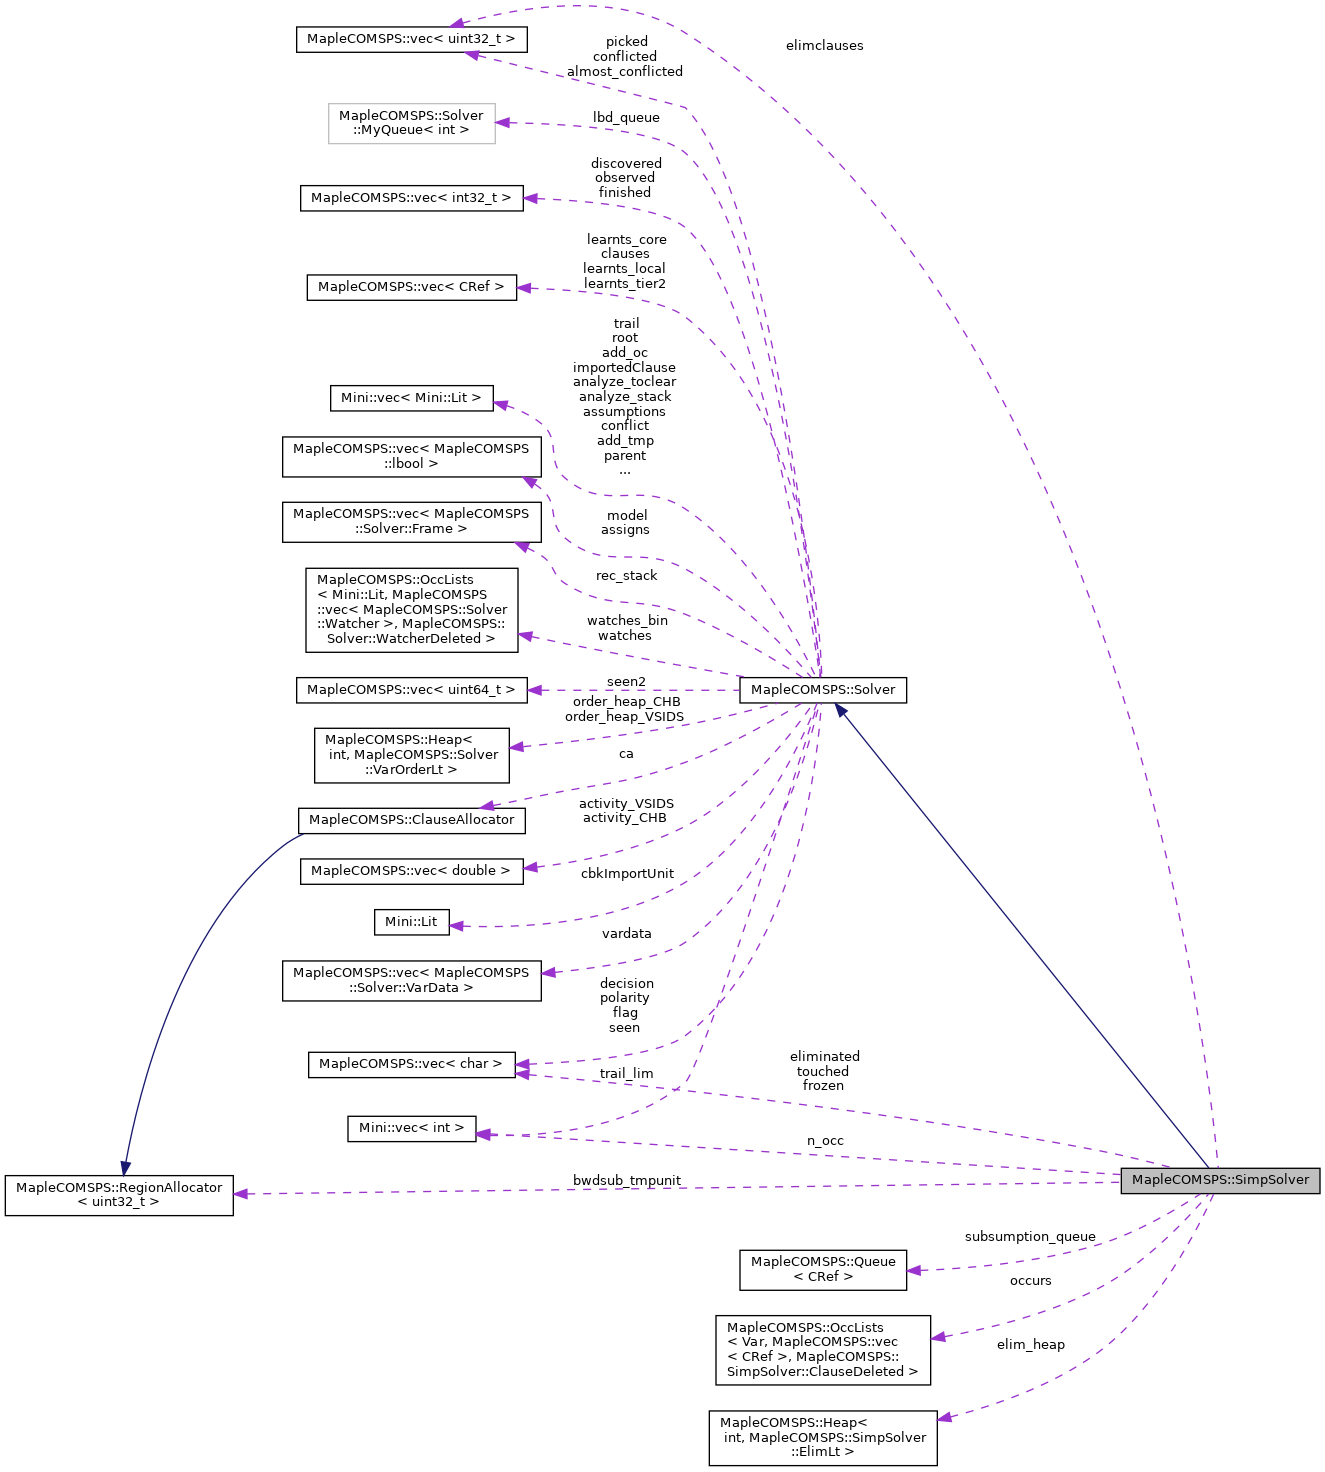 MapleCOMSPS::vec< uint32_t >
elimclauses
picked
conflicted
almost_conflicted
MapleCOMSPS::Solver
::MyQueue< int >
lbd_queue
discovered
observed
finished
MapleCOMSPS::vec< int32_t >
learnts_core
clauses
learnts_local
learnts_tier2
MapleCOMSPS::vec< CRef >
trail
root
add_oc
importedClause
analyze_toclear
analyze_stack
assumptions
conflict
add_tmp
parent
...
Mini::vec< Mini::Lit >
MapleCOMSPS::vec< MapleCOMSPS
::lbool >
model
assigns
MapleCOMSPS::vec< MapleCOMSPS
::Solver::Frame >
rec_stack
MapleCOMSPS::OccLists
< Mini::Lit, MapleCOMSPS
::vec< MapleCOMSPS::Solver
::Watcher >, MapleCOMSPS::
Solver::WatcherDeleted >
watches_bin
watches
MapleCOMSPS::vec< uint64_t >
seen2
MapleCOMSPS::Solver
order_heap_CHB
order_heap_VSIDS
MapleCOMSPS::Heap<
int, MapleCOMSPS::Solver
::VarOrderLt >
ca
MapleCOMSPS::ClauseAllocator
activity_VSIDS
activity_CHB
MapleCOMSPS::vec< double >
cbkImportUnit
Mini::Lit
vardata
MapleCOMSPS::vec< MapleCOMSPS
::Solver::VarData >
decision
polarity
flag
seen
MapleCOMSPS::vec< char >
trail_lim
eliminated
touched
frozen
Mini::vec< int >
n_occ
MapleCOMSPS::RegionAllocator
< uint32_t >
bwdsub_tmpunit
MapleCOMSPS::SimpSolver
subsumption_queue
MapleCOMSPS::Queue
< CRef >
occurs
MapleCOMSPS::OccLists
< Var, MapleCOMSPS::vec
< CRef >, MapleCOMSPS::
SimpSolver::ClauseDeleted >
elim_heap
MapleCOMSPS::Heap<
int, MapleCOMSPS::SimpSolver
::ElimLt >